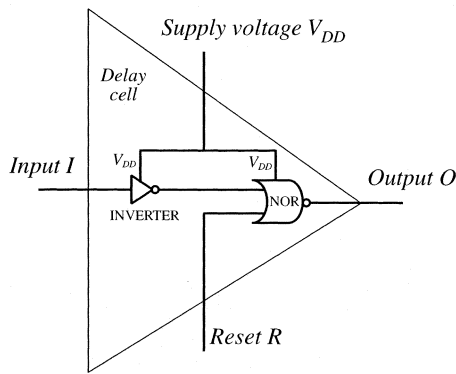 Supply voltage V_DD
Delay
cell
V_DD
V_DD
Input I
Output O
NOR
INVERTER
Reset R